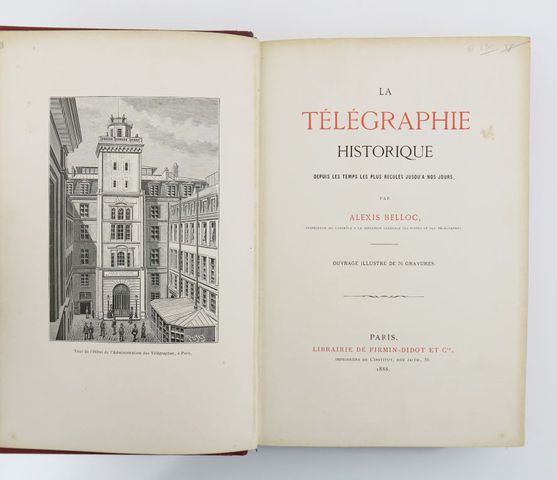 Tour de l'Hôtel de l'Administration des Télégraphes, à Paris.
LA
TÉLÉGRAPHIE
HISTORIQUE
DEPUIS LES TEMPS LES PLUS RECULÉS JUSQU'A NOS JOURS,
PAR
ALEXIS BELLOC,
OUVRAGE ILLUSTRÉ DE 76 GRAVURES.
PARIS,
LIBRAIRIE DE FIRMIN-DIDOT ET Cie,
IMPRIMEURS DE L'INSTITUT, RUE JACOB, 56
1888.